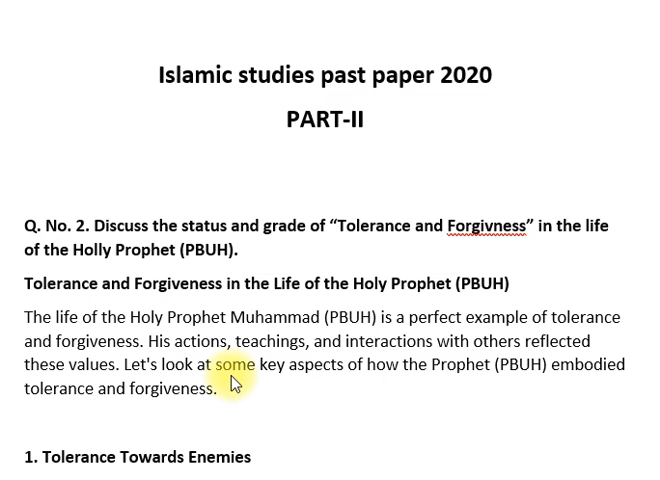 Islamic studies past paper 2020
PART-II
Q. No. 2. Discuss the status and grade of “Tolerance and Forgivness” in the life
of the Holly Prophet (PBUH).
Tolerance and Forgiveness in the Life of the Holy Prophet (PBUH)
The life of the Holy Prophet Muhammad (PBUH) is a perfect example of tolerance
and forgiveness. His actions, teachings, and interactions with others reflected
these values. Let's look at some key aspects of how the Prophet (PBUH) embodied
tolerance and forgiveness.
1. Tolerance Towards Enemies